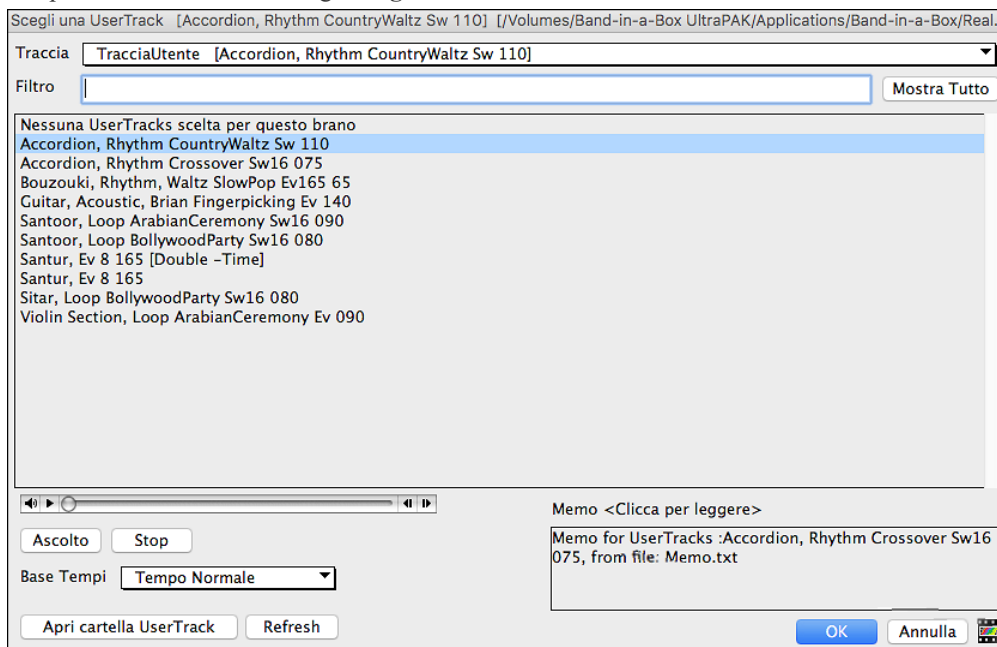 Scegli una UserTrack [Accordion, Rhythm CountryWaltz Sw 110] [/Volumes/Band-in-a-Box UltraPAK/Applications/Band-in-a-Box/Real.
Traccia TracciaUtente [Accordion, Rhythm CountryWaltz Sw 110]
Filtro Mostra Tutto
Nessuna UserTracks scelta per questo brano
Accordion, Rhythm CountryWaltz Sw 110
Accordion, Rhythm Crossover Sw16 075
Bouzouki, Rhythm, Waltz SlowPop Ev165 65
Guitar, Acoustic, Brian Fingerpicking Ev 140
Santoor, Loop ArabianCeremony Sw16 090
Santoor, Loop BollywoodParty Sw16 080
Santur, Ev 8 165 [Double -Time]
Santur, Ev 8 165
Sitar, Loop BollywoodParty Sw16 080
Violin Section, Loop ArabianCeremony Ev 090
Memo <Clicca per leggere>
Ascolto Stop
Memo for UserTracks :Accordion, Rhythm Crossover Sw16
075, from file: Memo.txt
Base Tempi Tempo Normale
Apri cartella UserTrack Refresh
OK Annulla